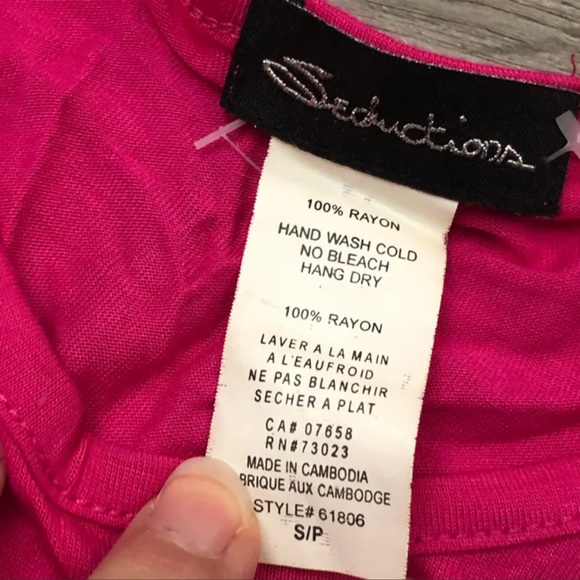 Seductions
100% RAYON
HAND WASH COLD
NO BLEACH
HANG DRY
100% RAYON
LAVER A LA MAIN
A L'EAUFROID
NE PAS BLANCHIR
SECHER A PLAT
CA# 07658
RN#73023
MADE IN CAMBODIA
BRIQUE AUX CAMBODGE
STYLE# 61806
S/P